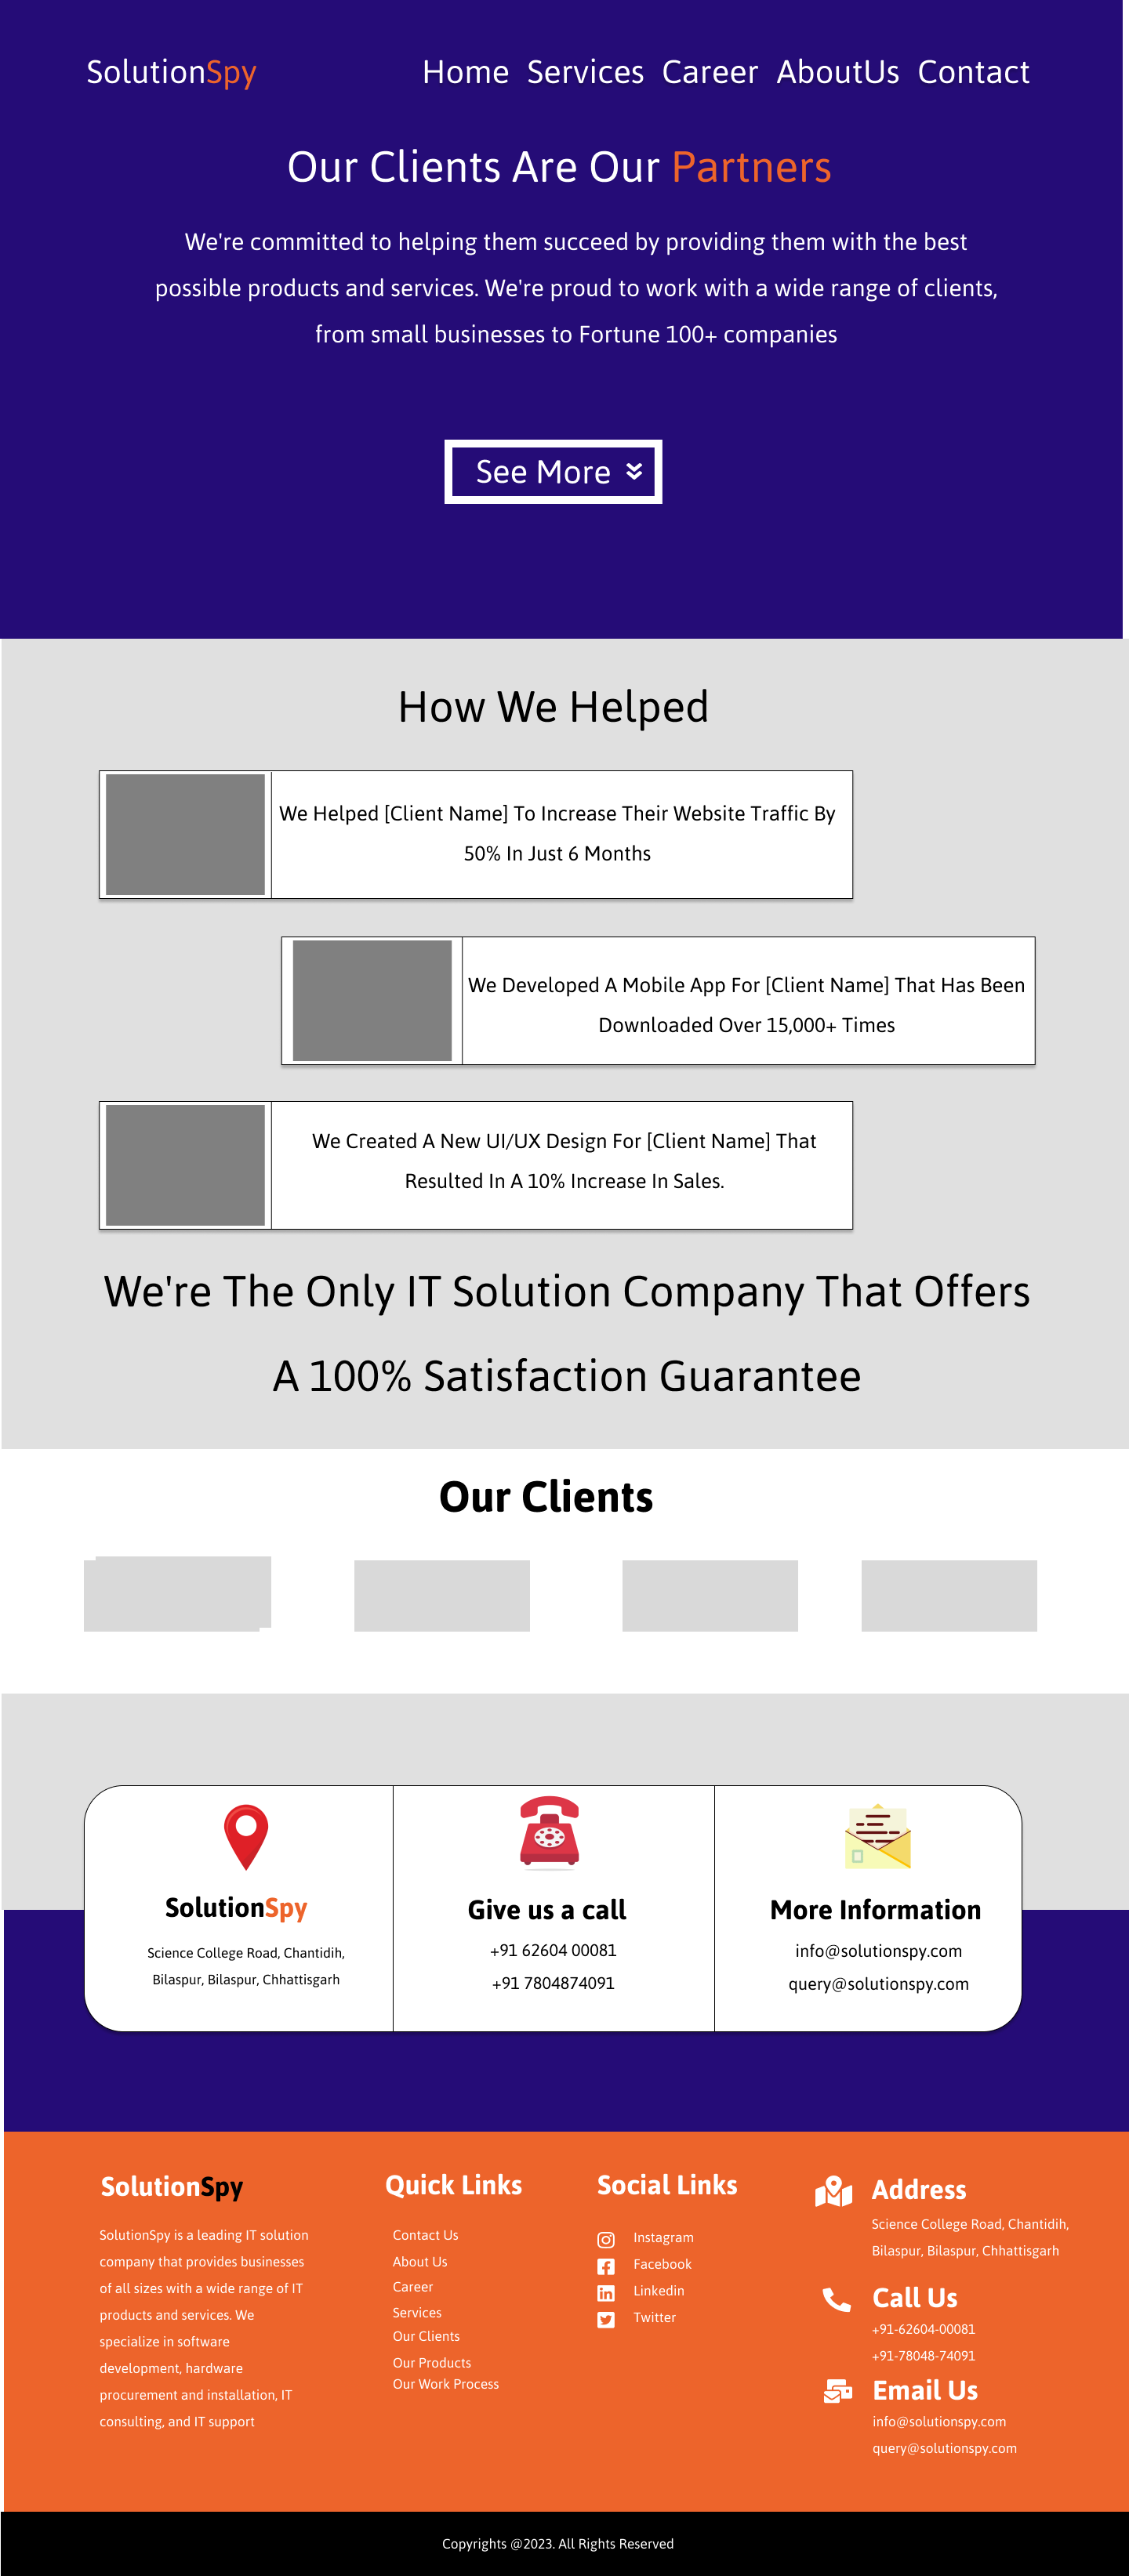 SolutionSpy
Home Services Career AboutUs Contact
Our Clients Are Our Partners
We're committed to helping them succeed by providing them with the best
possible products and services. We're proud to work with a wide range of clients,
from small businesses to Fortune 100+ companies
See More
How We Helped
We Helped [Client Name] To Increase Their Website Traffic By
50% In Just 6 Months
We Developed A Mobile App For [Client Name] That Has Been
Downloaded Over 15,000+ Times
We Created A New UI/UX Design For [Client Name] That
Resulted In A 10% Increase In Sales.
We're The Only IT Solution Company That Offers
A 100% Satisfaction Guarantee
Our Clients
SolutionSpy
Science College Road, Chantidih,
Bilaspur, Bilaspur, Chhattisgarh
Give us a call
+91 62604 00081
+91 7804874091
More Information
info@solutionspy.com
query@solutionspy.com
SolutionSpy
SolutionSpy is a leading IT solution
company that provides businesses
of all sizes with a wide range of IT
products and services. We
specialize in software
development, hardware
procurement and installation, IT
consulting, and IT support
Quick Links
Contact Us
About Us
Career
Services
Our Clients
Our Products
Our Work Process
Social Links
Instagram
Facebook
Linkedin
Twitter
Address
Science College Road, Chantidih,
Bilaspur, Bilaspur, Chhattisgarh
Call Us
+91-62604-00081
+91-78048-74091
Email Us
info@solutionspy.com
query@solutionspy.com
Copyrights @2023. All Rights Reserved